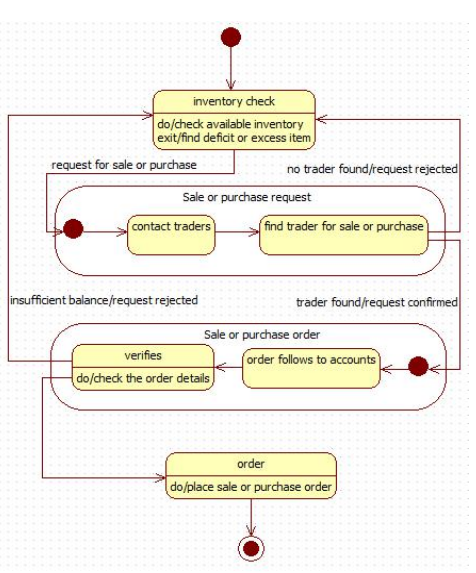 inventory check
do/check available inventory
exit/find deficit or excess item
request for sale or purchase
no trader found/request rejected
Sale or purchase request
contact traders
find trader for sale or purchase
insufficient balance/request rejected
trader found/request confirmed
Sale or purchase order
verifies
order follows to accounts
do/check the order details
order
do/place sale or purchase order